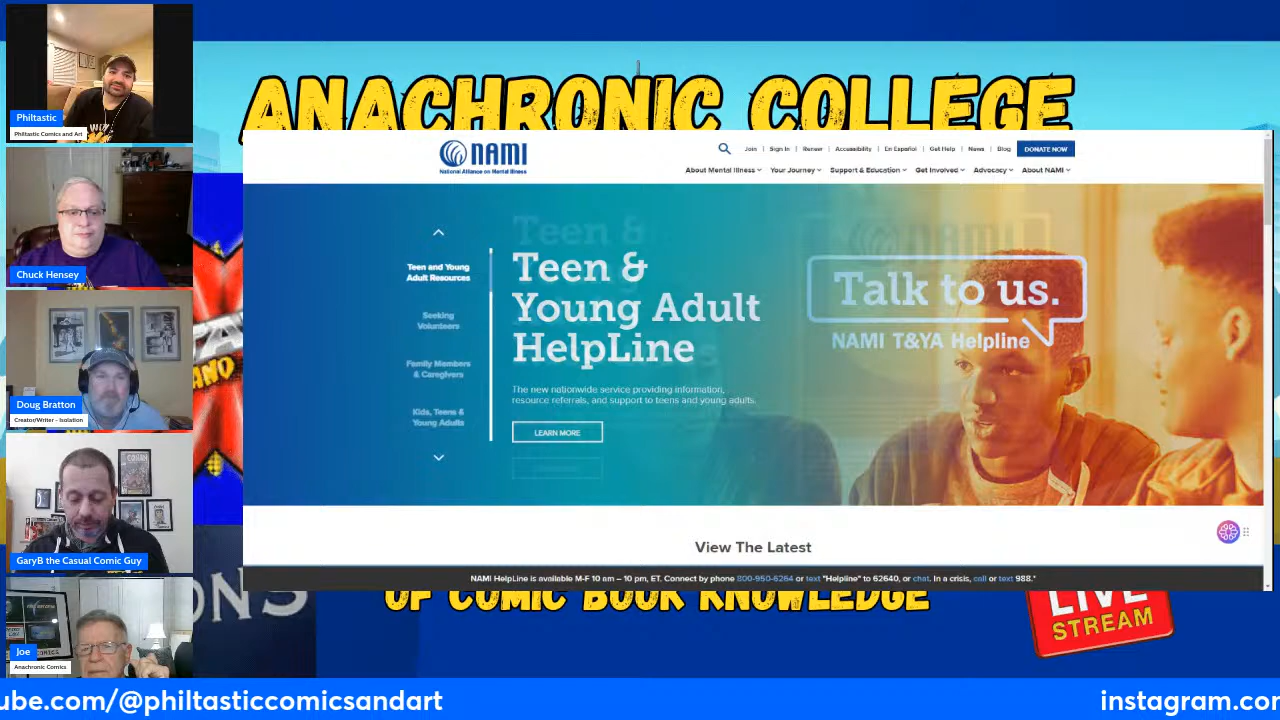 ANACHRONIC COLLEGE
Philtastic
Philtastic Comics and Art
Chuck Hensey
Doug Bratton
Creator/Writer - Isolation
GaryB the Casual Comic Guy
Joe
Anachronic Comics
NAMI
National Alliance on Mental Illness
Join | Sign In | Renew | Accessibility | En Español | Get Help | News | Blog
DONATE NOW
About Mental Illness
Your Journey
Support & Education
Get Involved
Advocacy
About NAMI
Teen and Young
Adult Resources
Seeking
Volunteers
Family Members
& Caregivers
Kids, Teens &
Young Adults
Teen &
Young Adult
HelpLine
The new nationwide service providing information,
resource referrals, and support to teens and young adults.
LEARN MORE
Talk to us.
NAMI T&YA Helpline
View The Latest
NAMI HelpLine is available M-F 10 am – 10 pm, ET. Connect by phone 800-950-6264 or text "Helpline" to 62640, or chat. In a crisis, call or text 988.*
OF COMIC BOOK KNOWLEDGE
LIVE
STREAM
ube.com/@philtasticcomicsandart
instagram.cor